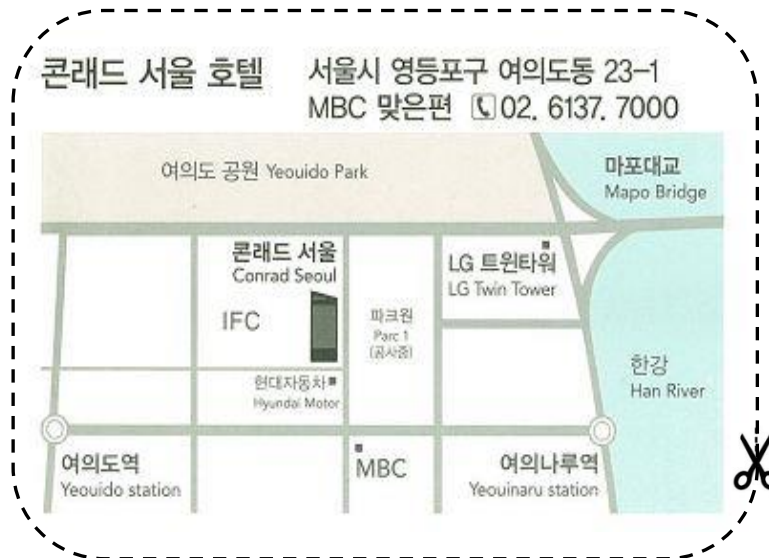 콘래드 서울 호텔
서울시 영등포구 여의도동 23-1
MBC 맞은편 02. 6137. 7000
여의도 공원 Yeouido Park
마포대교
Mapo Bridge
콘래드 서울
Conrad Seoul
IFC
파크원
Parc 1
(공사중)
LG 트윈타워
LG Twin Tower
현대자동차
Hyundai Motor
한강
Han River
여의도역
Yeouido station
MBC
여의나루역
Yeouinaru station